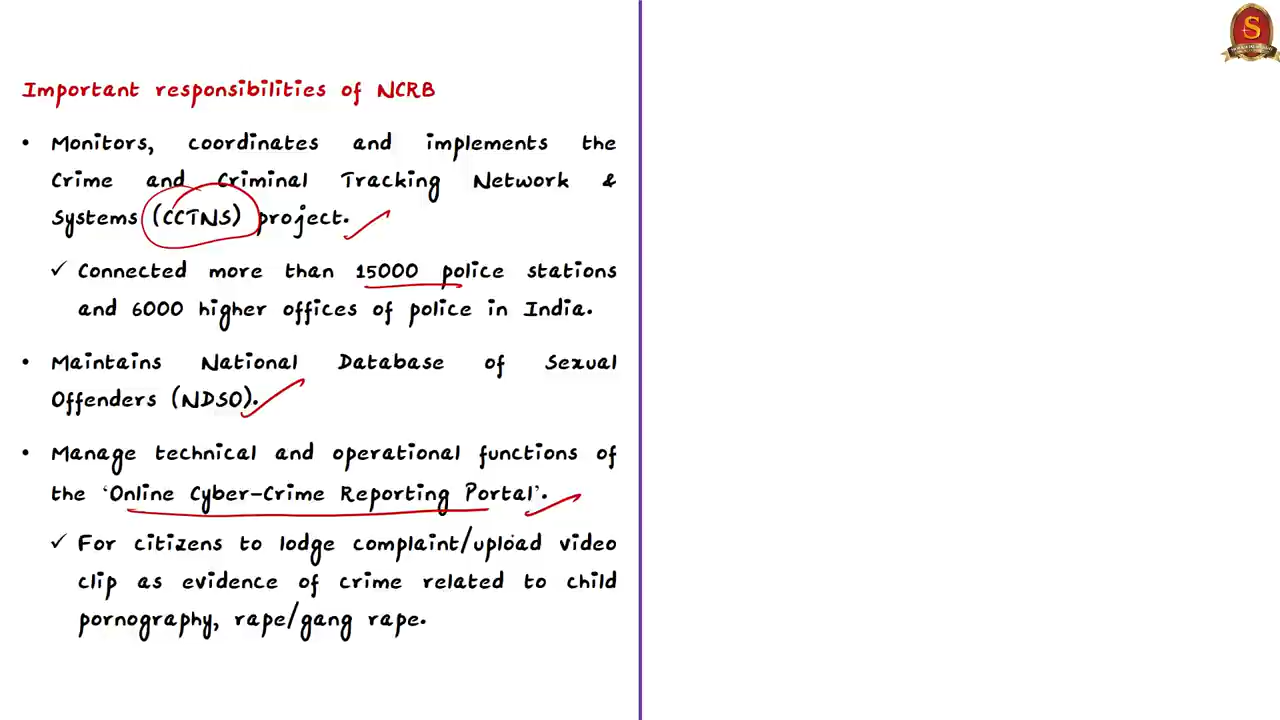 Important responsibilities of NCRB
• Monitors, coordinates and implements the
Crime and Criminal Tracking Network &
Systems (CCTNS) project.
✓ Connected more than 15000 police stations
and 6000 higher offices of police in India.
• Maintains National Database of Sexual
Offenders (NDSO).
• Manage technical and operational functions of
the ‘Online Cyber-Crime Reporting Portal’.
✓ For citizens to lodge complaint/upload video
clip as evidence of crime related to child
pornography, rape/gang rape.
S